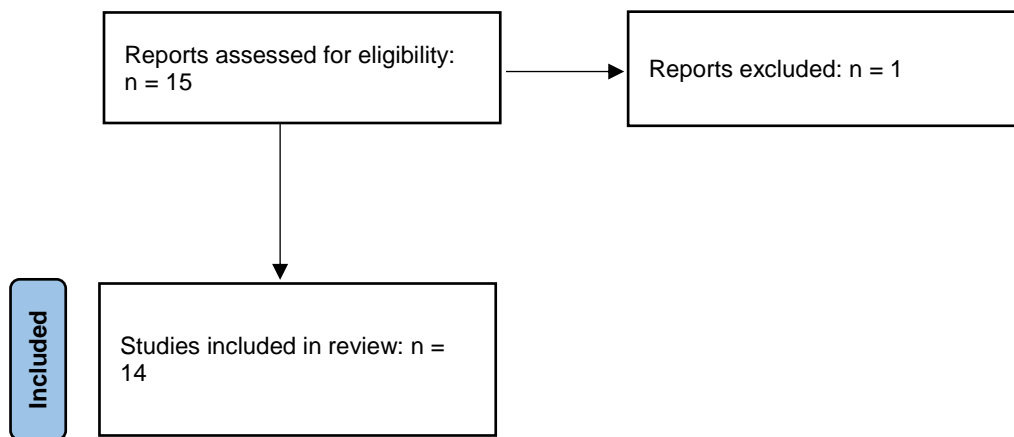 Reports assessed for eligibility:
n = 15
Reports excluded: n = 1
Included
Studies included in review: n =
14